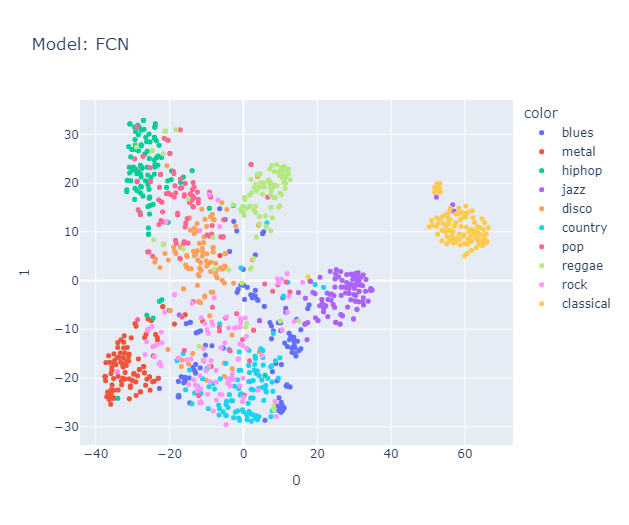 Model: FCN
color
blues
metal
hiphop
jazz
disco
country
pop
reggae
rock
classical
30
20
10
0
−10
−20
−30
1
−40
−20
0
20
40
60
0